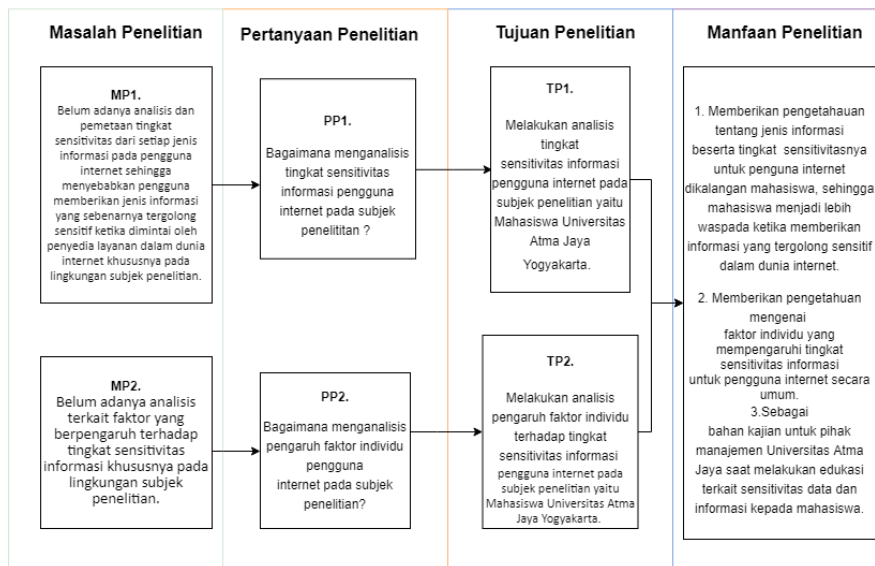 Masalah Penelitian
MP1.
Belum adanya analisis dan
pemetaan tingkat
sensitivitas dari setiap jenis
informasi pada pengguna
internet sehingga
menyebabkan pengguna
memberikan jenis informasi
yang sebenarnya tergolong
sensitif ketika dimintai oleh
penyedia layanan dalam dunia
internet khususnya pada
lingkungan subjek penelitian.
MP2.
Belum adanya analisis
terkait faktor yang
berpengaruh terhadap
tingkat sensitivitas
informasi khususnya pada
lingkungan subjek
penelitian.
Pertanyaan Penelitian
PP1.
Bagaimana menganalisis
tingkat sensitivitas
informasi pengguna
internet pada subjek
penelititan ?
PP2.
Bagaimana menganalisis
pengaruh faktor individu
pengguna
internet pada subjek
penelitian?
Tujuan Penelitian
TP1.
Melakukan analisis
tingkat
sensitivitas informasi
pengguna internet pada
subjek penelitian yaitu
Mahasiswa Universitas
Atma Jaya
Yogyakarta.
TP2.
Melakukan analisis
pengaruh faktor individu
terhadap tingkat
sensitivitas informasi
pengguna internet pada
subjek penelitian yaitu
Mahasiswa Universitas Atma
Jaya Yogyakarta.
Manfaan Penelitian
1. Memberikan pengetahauan
tentang jenis informasi
beserta tingkat sensitivitasnya
untuk penguna internet
dikalangan mahasiswa, sehingga
mahasiswa menjadi lebih
waspada ketika memberikan
informasi yang tergolong sensitif
dalam dunia internet.
2. Memberikan pengetahuan
mengenai
faktor individu yang
mempengaruhi tingkat
sensitivitas informasi
untuk pengguna internet secara
umum.
3.Sebagai
bahan kajian untuk pihak
manajemen Universitas Atma
Jaya saat melakukan edukasi
terkait sensitivitas data dan
informasi kepada mahasiswa.